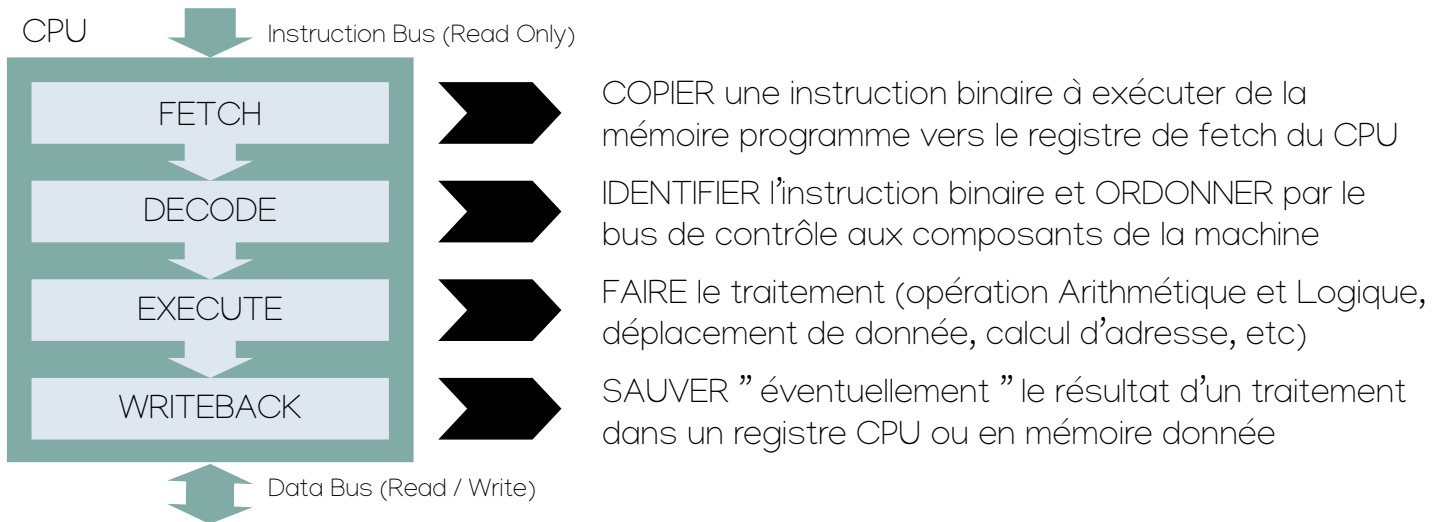 CPU
Instruction Bus (Read Only)
FETCH
COPIER une instruction binaire à exécuter de la
mémoire programme vers le registre de fetch du CPU
DECODE
IDENTIFIER l’instruction binaire et ORDONNER par le
bus de contrôle aux composants de la machine
EXECUTE
FAIRE le traitement (opération Arithmétique et Logique,
déplacement de donnée, calcul d’adresse, etc)
WRITEBACK
SAUVER ” éventuellement ” le résultat d’un traitement
dans un registre CPU ou en mémoire donnée
Data Bus (Read / Write)